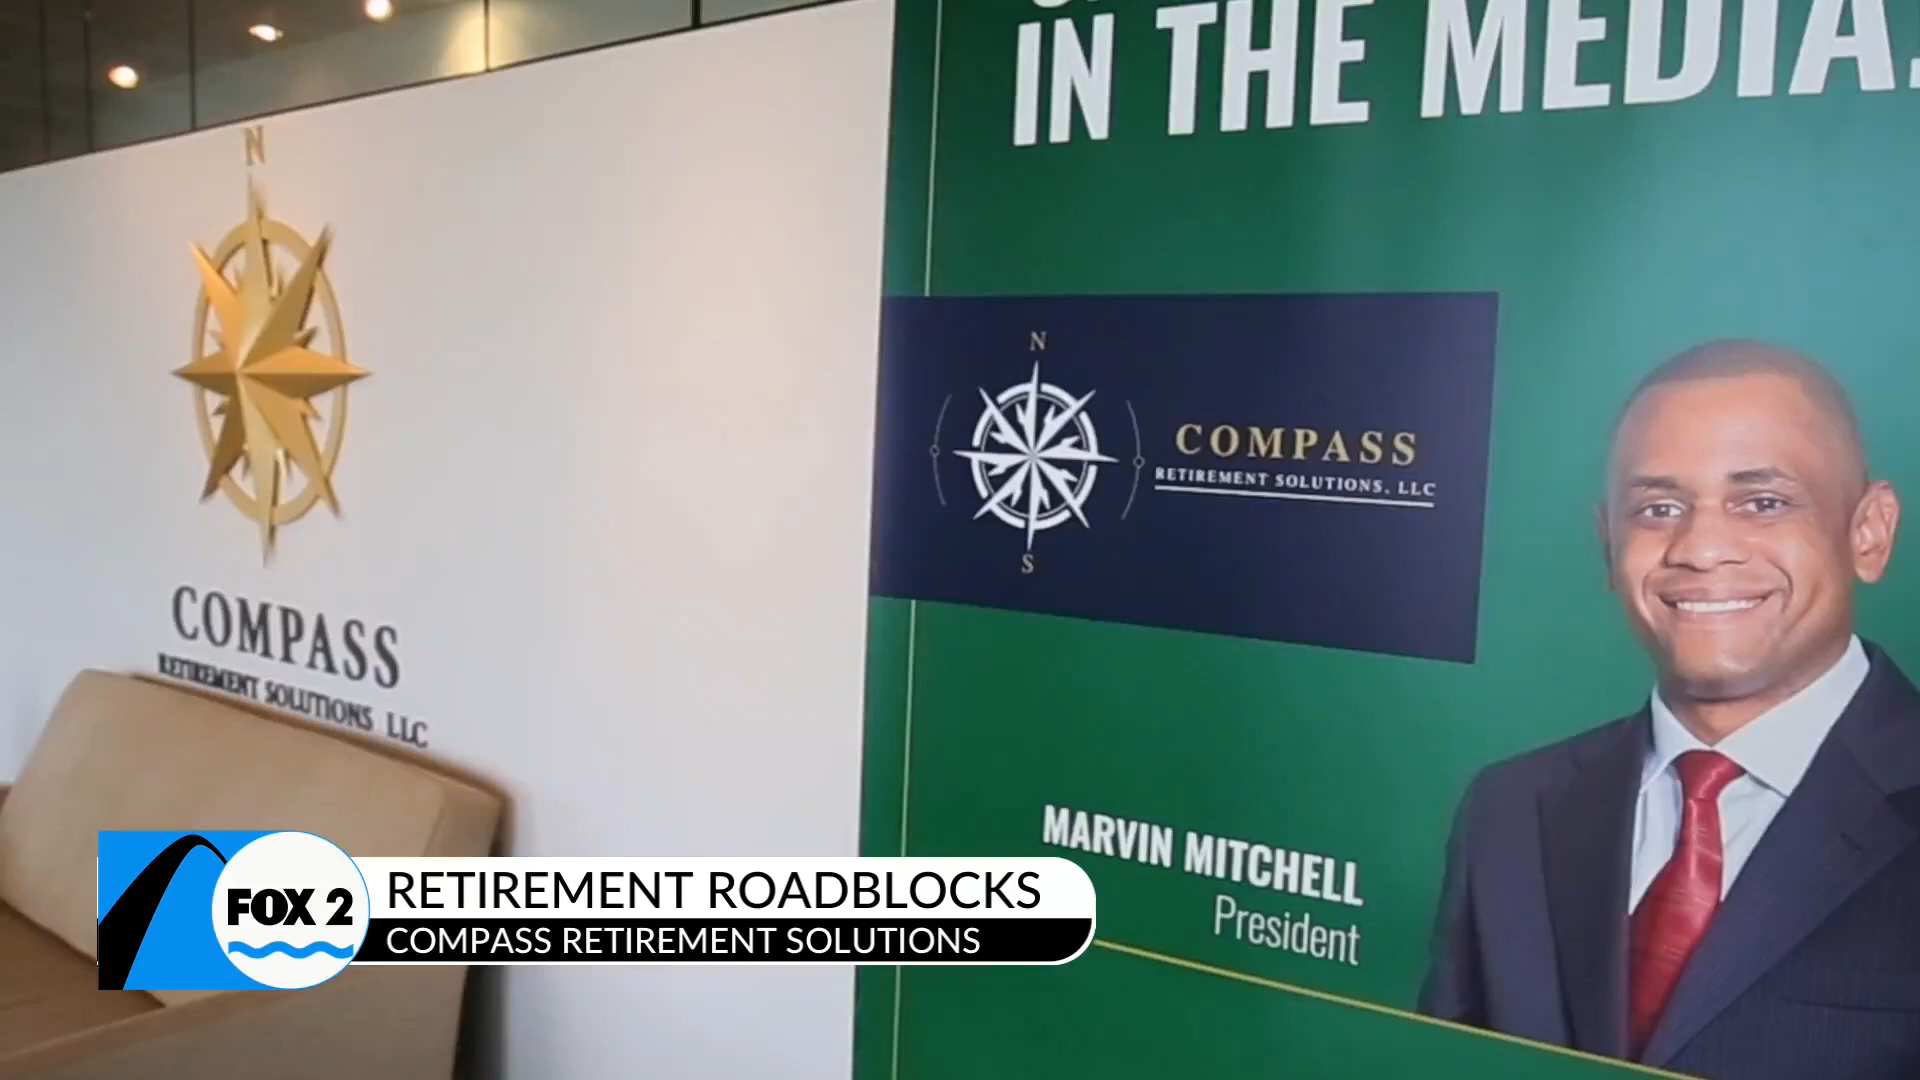 IN THE MEDIA.
N
COMPASS
RETIREMENT SOLUTIONS LLC
N
COMPASS
RETIREMENT SOLUTIONS, LLC
S
MARVIN MITCHELL
President
FOX 2
RETIREMENT ROADBLOCKS
COMPASS RETIREMENT SOLUTIONS